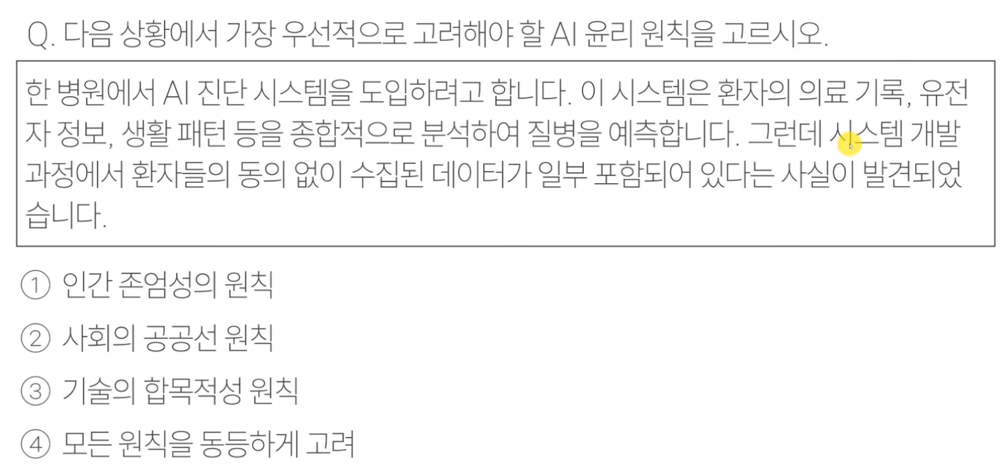 Q. 다음 상황에서 가장 우선적으로 고려해야 할 AI 윤리 원칙을 고르시오.
한 병원에서 AI 진단 시스템을 도입하려고 합니다. 이 시스템은 환자의 의료 기록, 유전
자 정보, 생활 패턴 등을 종합적으로 분석하여 질병을 예측합니다. 그런데 시스템 개발
과정에서 환자들의 동의 없이 수집된 데이터가 일부 포함되어 있다는 사실이 발견되었
습니다.
① 인간 존엄성의 원칙
② 사회의 공공선 원칙
③ 기술의 합목적성 원칙
④ 모든 원칙을 동등하게 고려